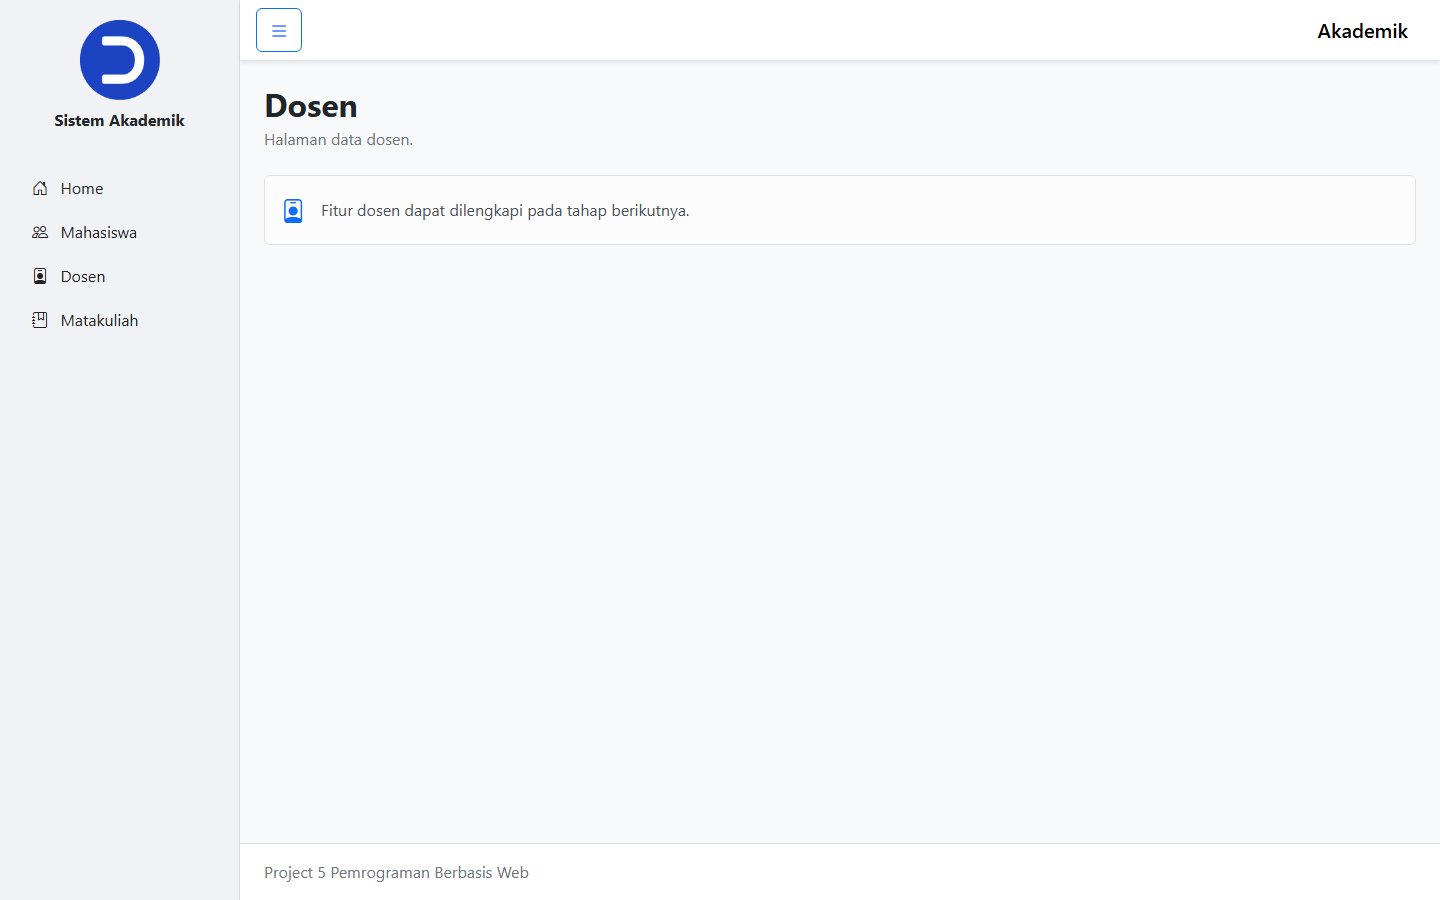 Sistem Akademik
Home
Mahasiswa
Dosen
Matakuliah
Akademik
Dosen
Halaman data dosen.
Fitur dosen dapat dilengkapi pada tahap berikutnya.
Project 5 Pemrograman Berbasis Web